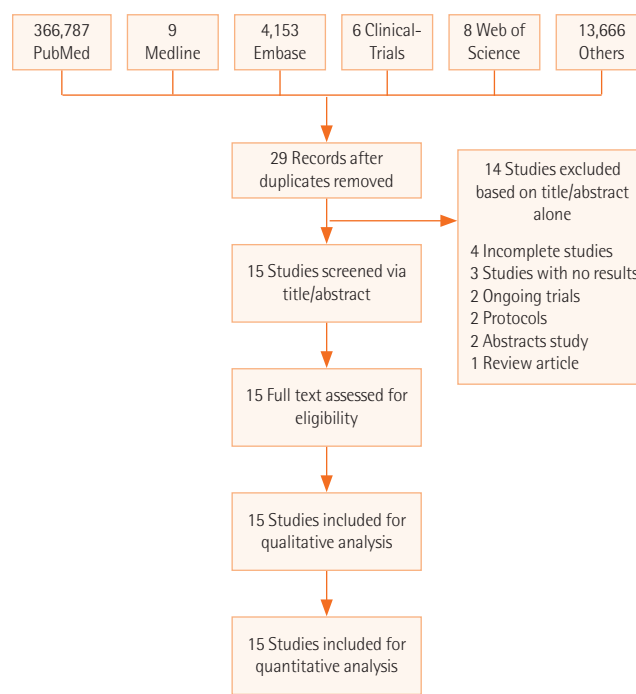 366,787
PubMed
9
Medline
4,153
Embase
6 Clinical-
Trials
8 Web of
Science
13,666
Others
29 Records after
duplicates removed
14 Studies excluded
based on title/abstract
alone
4 Incomplete studies
3 Studies with no results
2 Ongoing trials
2 Protocols
2 Abstracts study
1 Review article
15 Studies screened via
title/abstract
15 Full text assessed for
eligibility
15 Studies included for
qualitative analysis
15 Studies included for
quantitative analysis